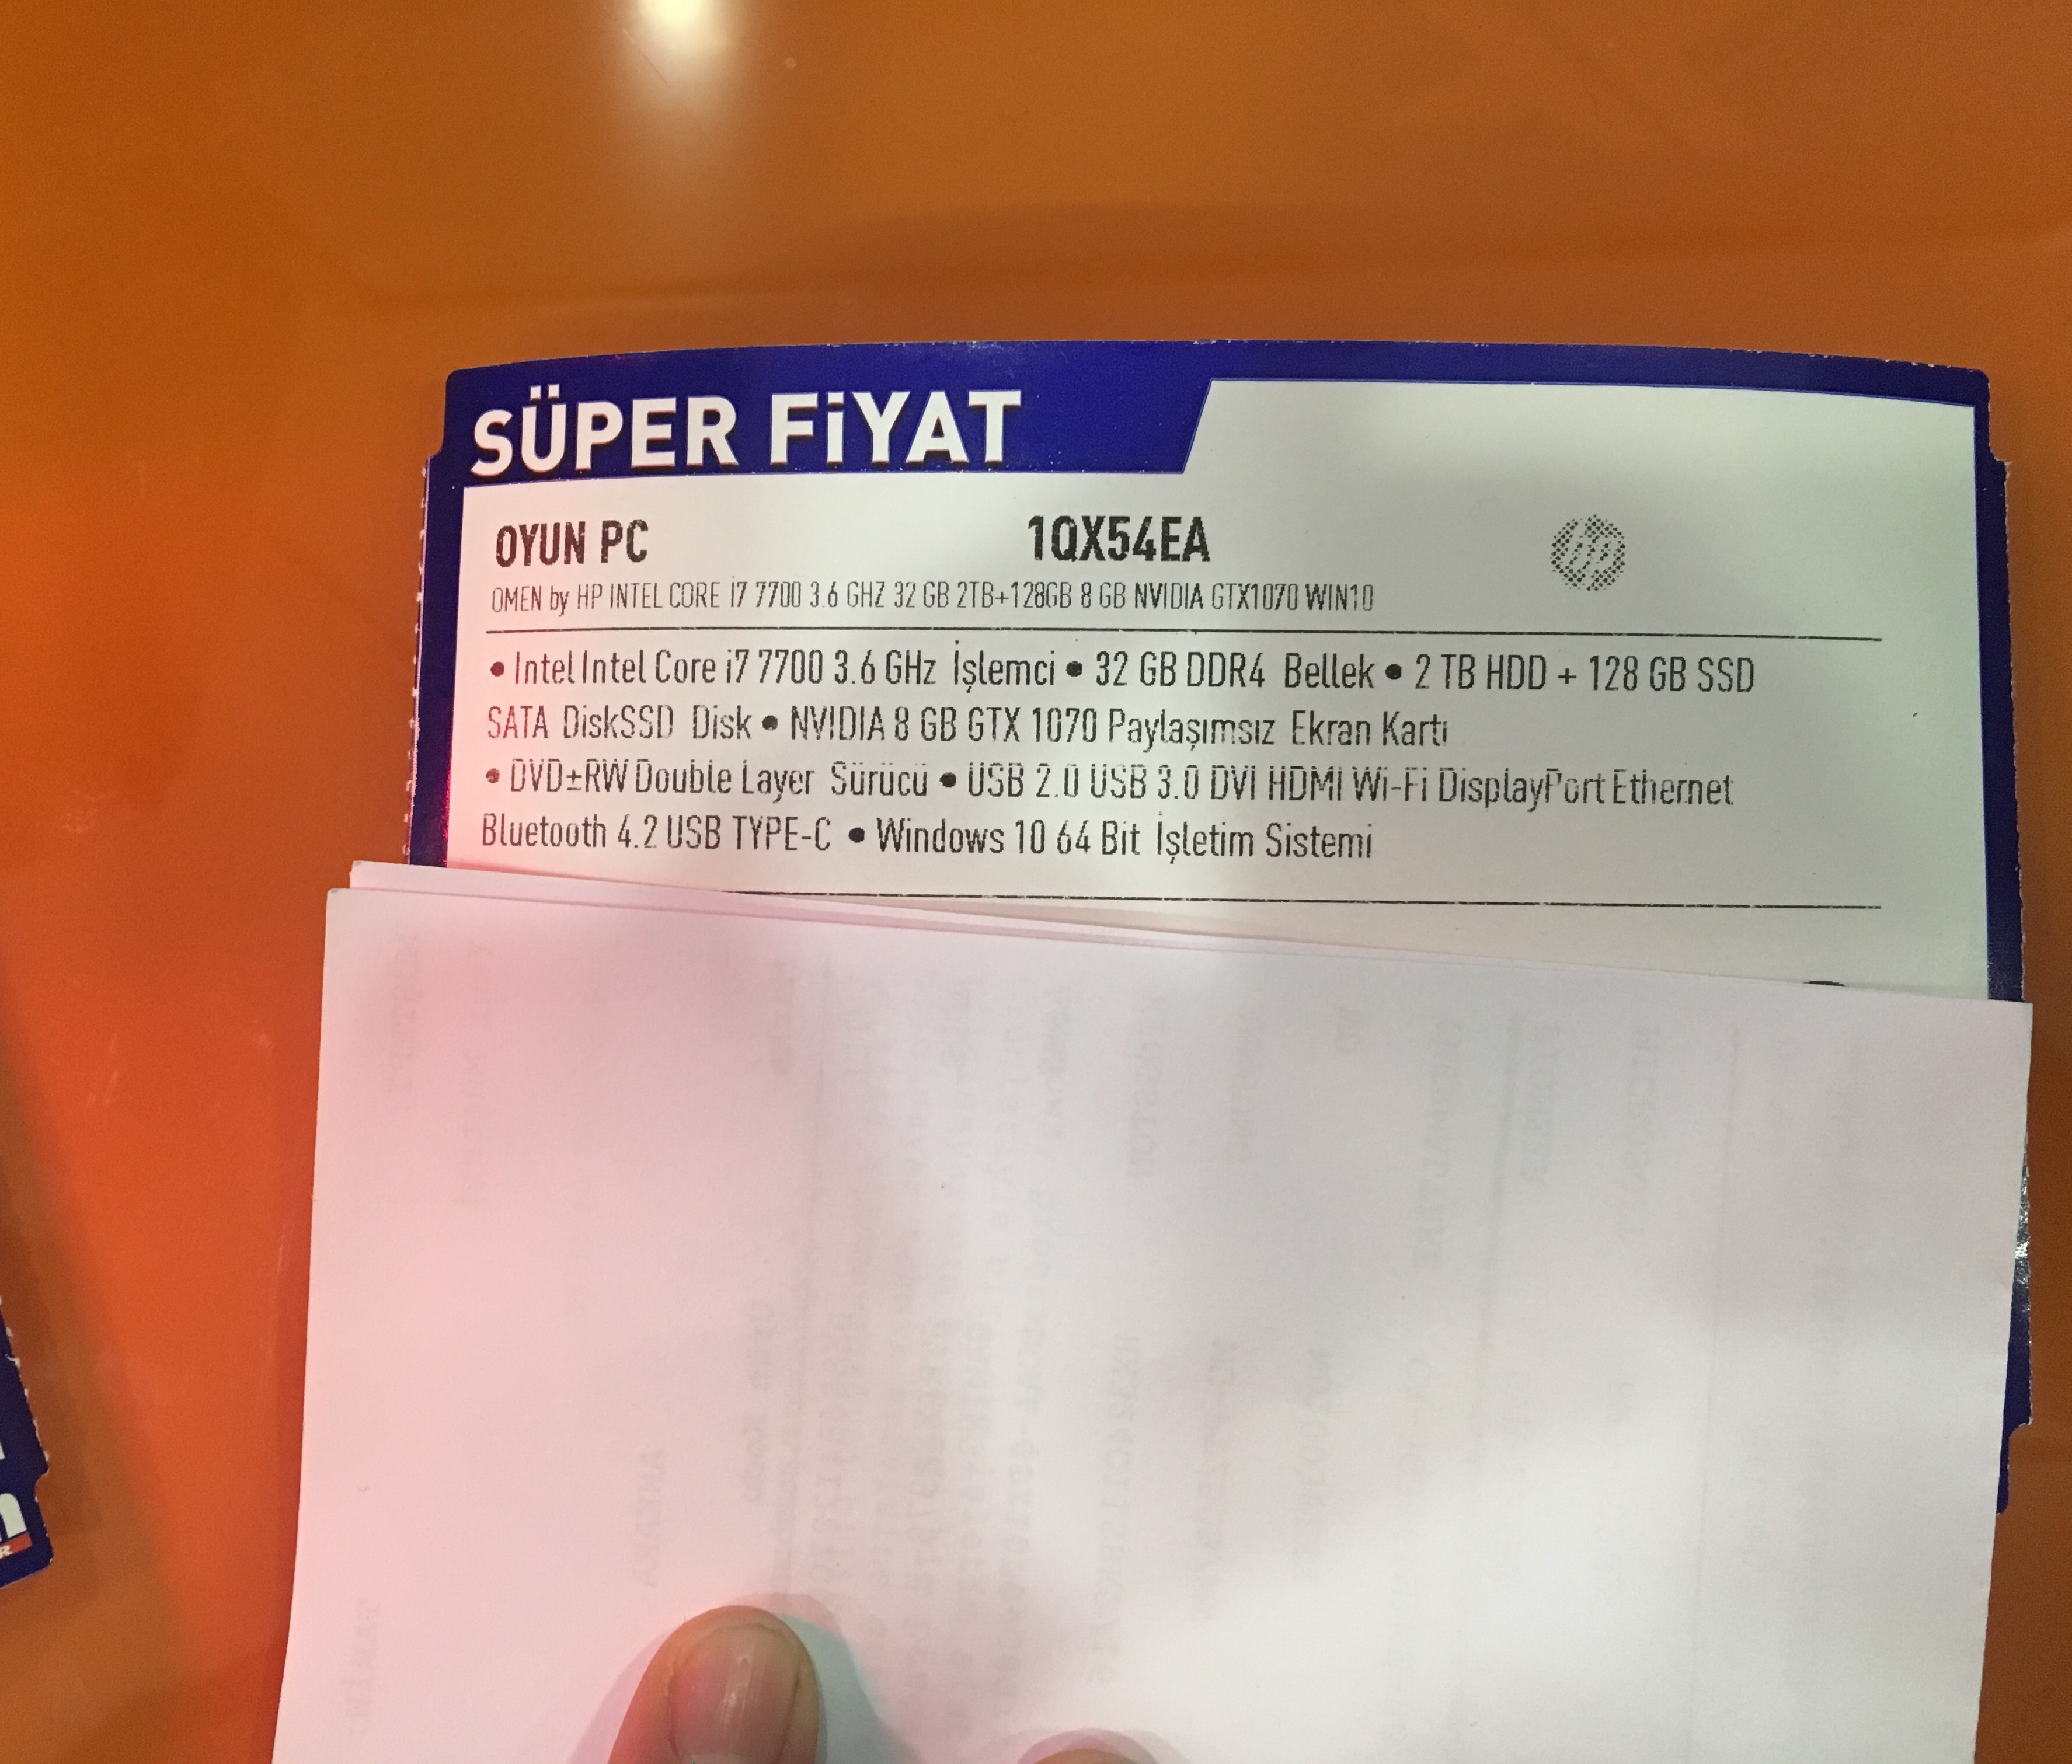 SÜPER FİYAT
OYUN PC 1QX54EA
OMEN by HP INTEL CORE İ7 7700 3.6 GHZ 32 GB 2TB+128GB 8 GB NVIDIA GTX1070 WIN10
• Intel Intel Core i7 7700 3.6 GHz İşlemci • 32 GB DDR4 Bellek • 2 TB HDD + 128 GB SSD
SATA DiskSSD Disk • NVIDIA 8 GB GTX 1070 Paylaşımsız Ekran Kartı
• DVD±RW Double Layer Sürücü • USB 2.0 USB 3.0 DVI HDMI Wi-Fi DisplayPort Ethernet
Bluetooth 4.2 USB TYPE-C • Windows 10 64 Bit İşletim Sistemi